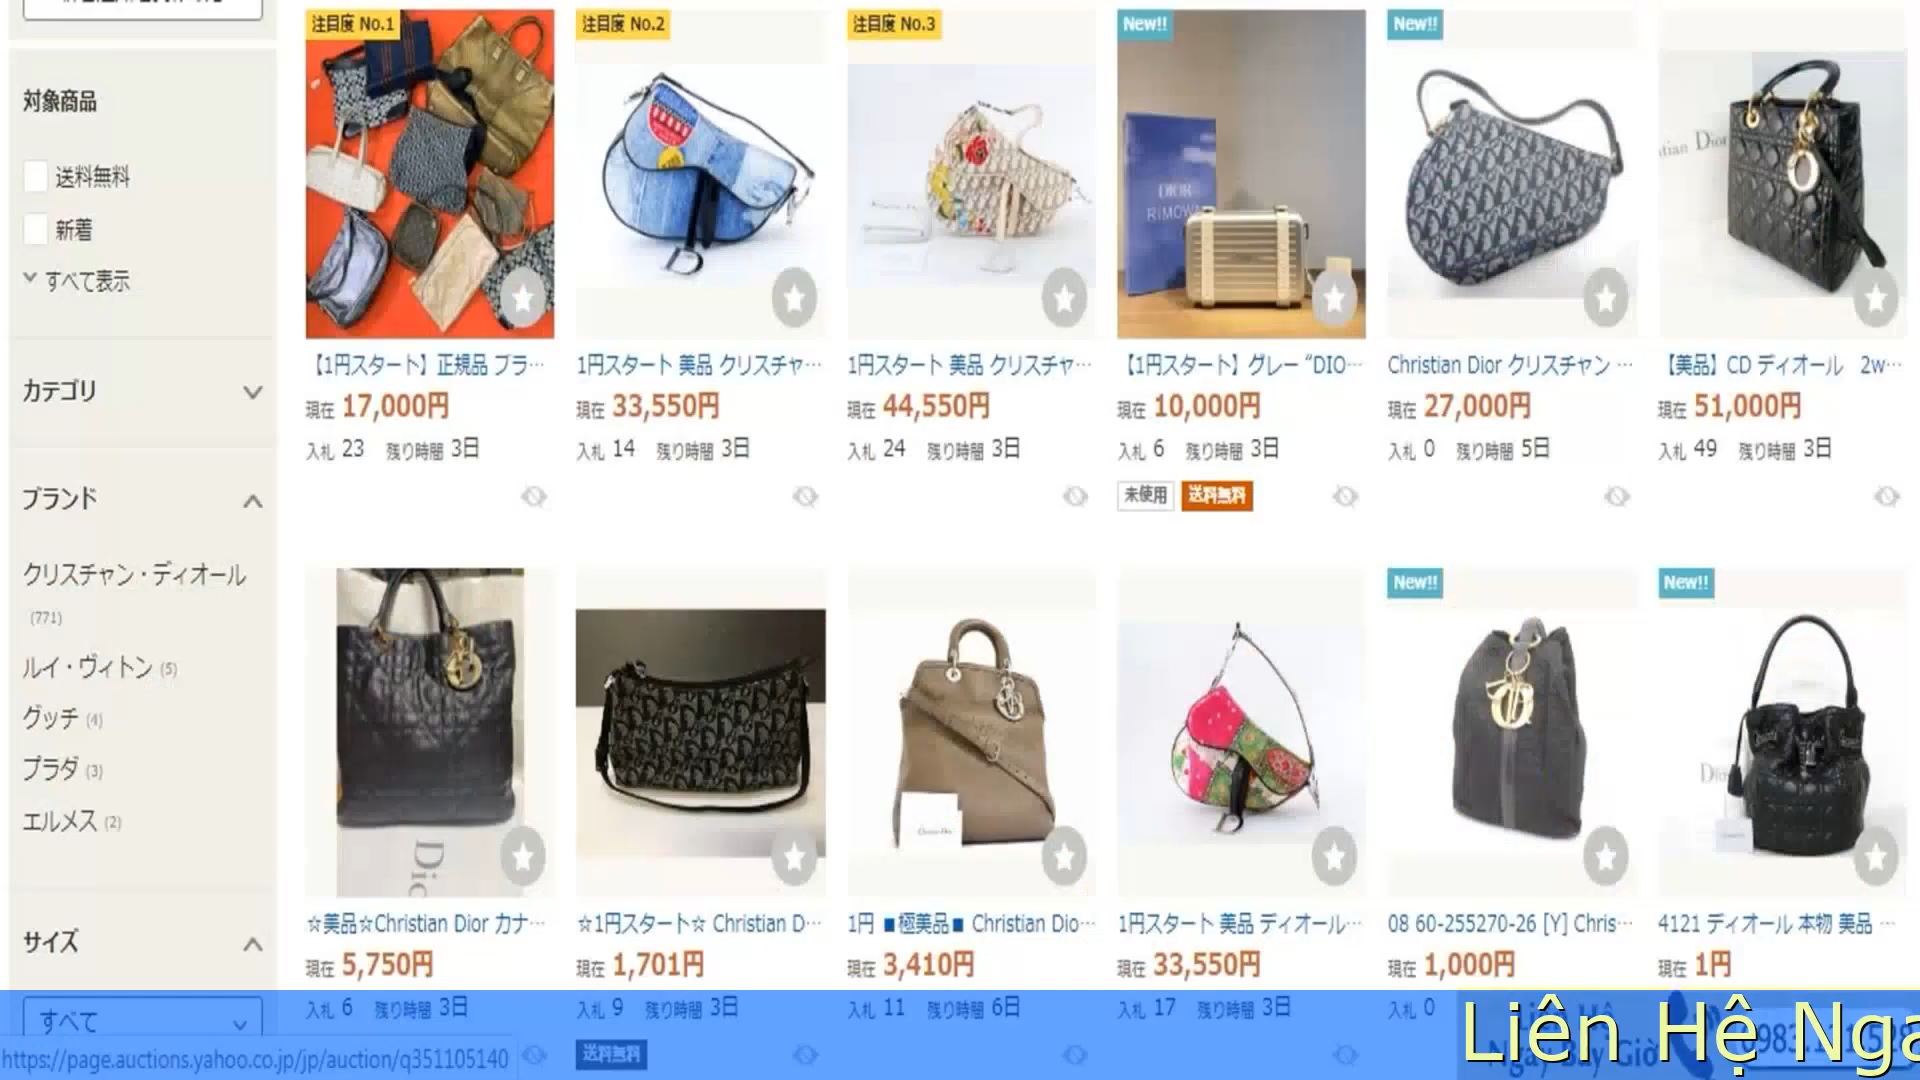 注目度 No.1
注目度 No.2
注目度 No.3
New!!
New!!
対象商品
送料無料
新着
すべて表示
カテゴリ
ブランド
クリスチャン・ディオール
(771)
ルイ・ヴィトン (5)
グッチ (4)
プラダ (3)
エルメス (2)
サイズ
すべて
DIOR
RIMOWA
【1円スタート】正規品 ブラ…
現在 17,000円
入札 23 残り時間 3日
1円スタート 美品 クリスチャ…
現在 33,550円
入札 14 残り時間 3日
1円スタート 美品 クリスチャ…
現在 44,550円
入札 24 残り時間 3日
【1円スタート】グレー “DIO…
現在 10,000円
入札 6 残り時間 3日
未使用 送料無料
Christian Dior クリスチャン …
現在 27,000円
入札 0 残り時間 5日
【美品】CD ディオール 2w…
現在 51,000円
入札 49 残り時間 3日
New!!
New!!
☆美品☆Christian Dior カナ…
現在 5,750円
入札 6 残り時間 3日
☆1円スタート☆ Christian D…
現在 1,701円
入札 9 残り時間 3日
送料無料
1円 ■極美品■ Christian Dio…
現在 3,410円
入札 11 残り時間 6日
1円スタート 美品 ディオール…
現在 33,550円
入札 17 残り時間 3日
08 60-255270-26 [Y] Chris…
現在 1,000円
入札 0
4121 ディオール 本物 美品 …
現在 1円
https://page.auctions.yahoo.co.jp/jp/auction/q351105140
Liên Hệ Nga
Ngay Bây Giờ